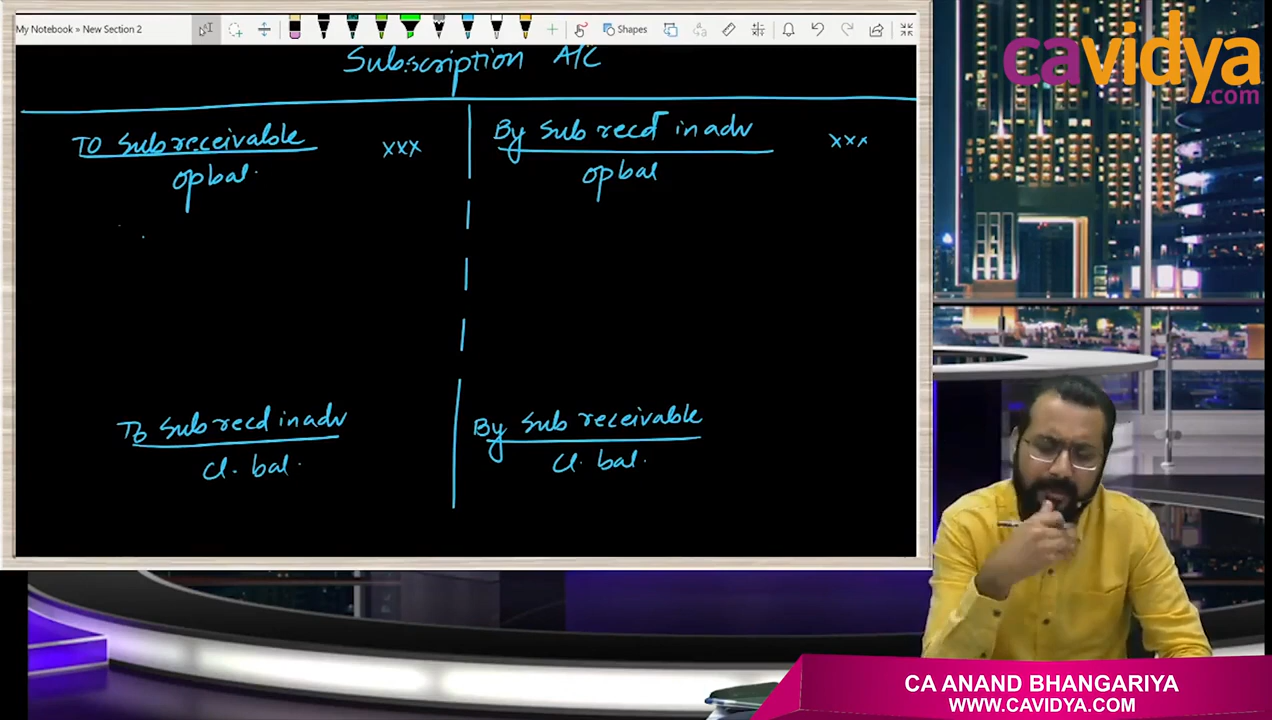 My Notebook » New Section 2
Shapes
cavidya
.com
Subscription A/C
To Sub receivable xxx
op bal.
By Sub recd in adv xxx
op bal
To Sub recd in adv
cl. bal.
By Sub receivable
cl. bal.
CA ANAND BHANGARIYA
WWW.CAVIDYA.COM